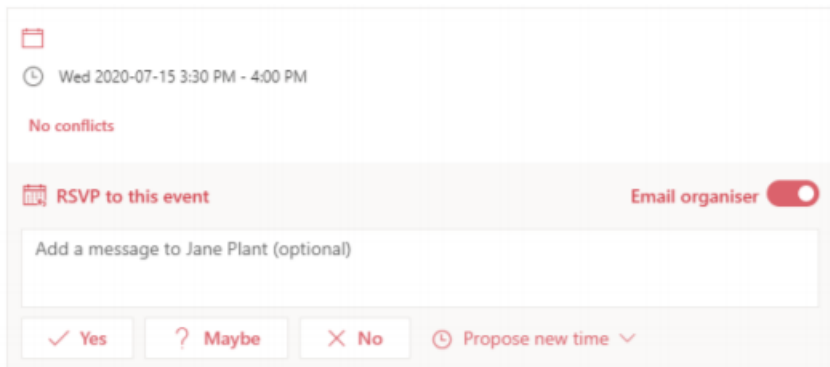 Wed 2020-07-15 3:30 PM - 4:00 PM
No conflicts
RSVP to this event
Email organiser
Add a message to Jane Plant (optional)
Yes
Maybe
No
Propose new time